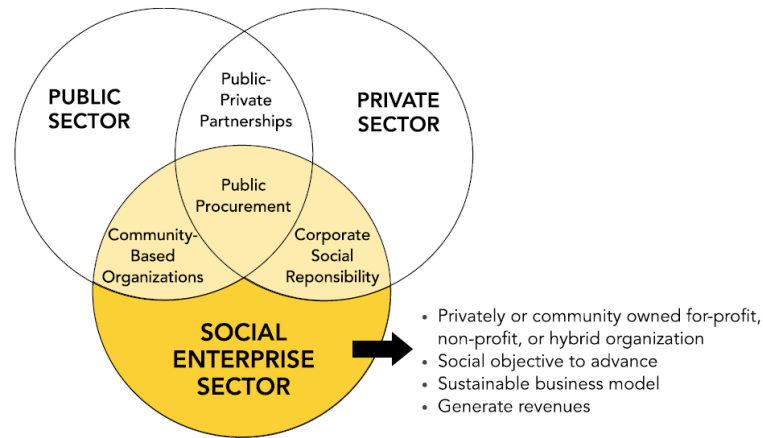 PUBLIC
SECTOR
Public-
Private
Partnerships
PRIVATE
SECTOR
Public
Procurement
Community-
Based
Organizations
Corporate
Social
Reponsibility
SOCIAL
ENTERPRISE
SECTOR
• Privately or community owned for-profit,
non-profit, or hybrid organization
• Social objective to advance
• Sustainable business model
• Generate revenues